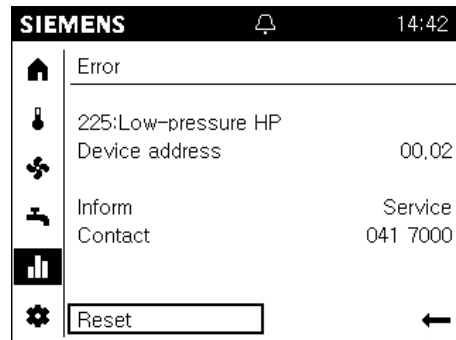 SIEMENS 14:42
Error
225:Low-pressure HP
Device address 00,02
Inform Service
Contact 041 7000
Reset